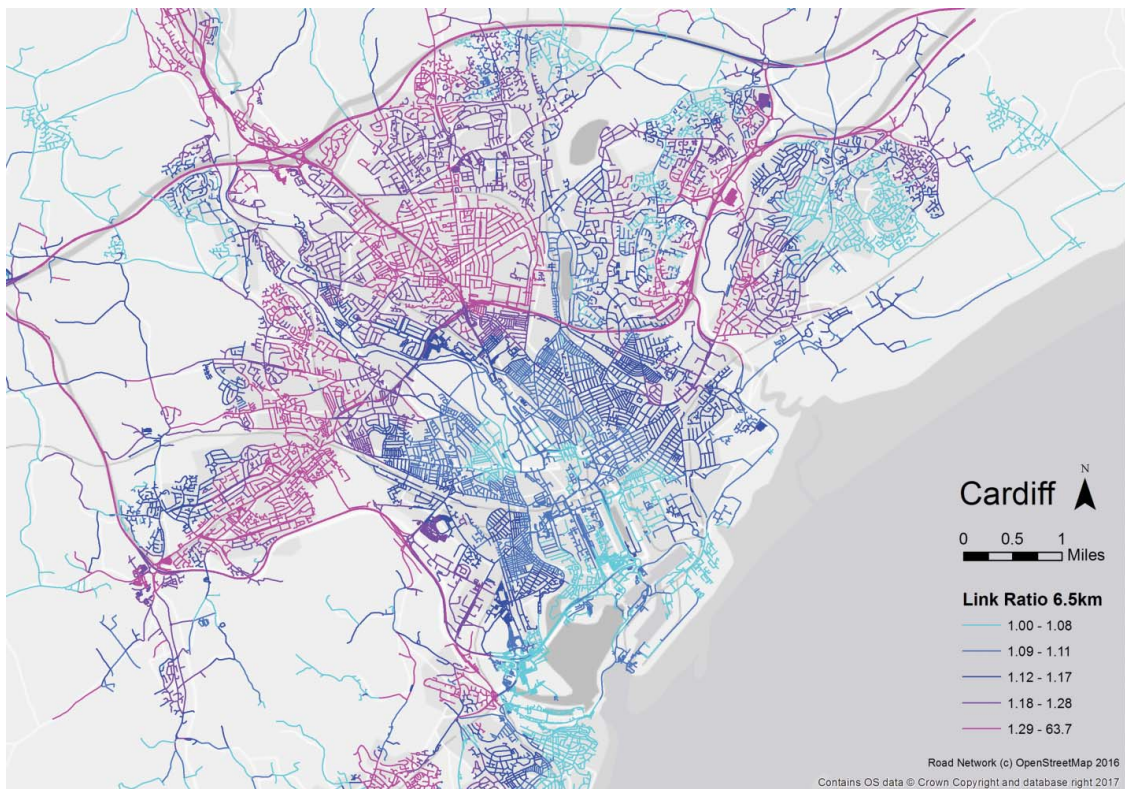 Cardiff
N
0 0.5 1
Miles
Link Ratio 6.5km
1.00 - 1.08
1.09 - 1.11
1.12 - 1.17
1.18 - 1.28
1.29 - 63.7
Road Network (c) OpenStreetMap 2016
Contains OS data © Crown Copyright and database right 2017